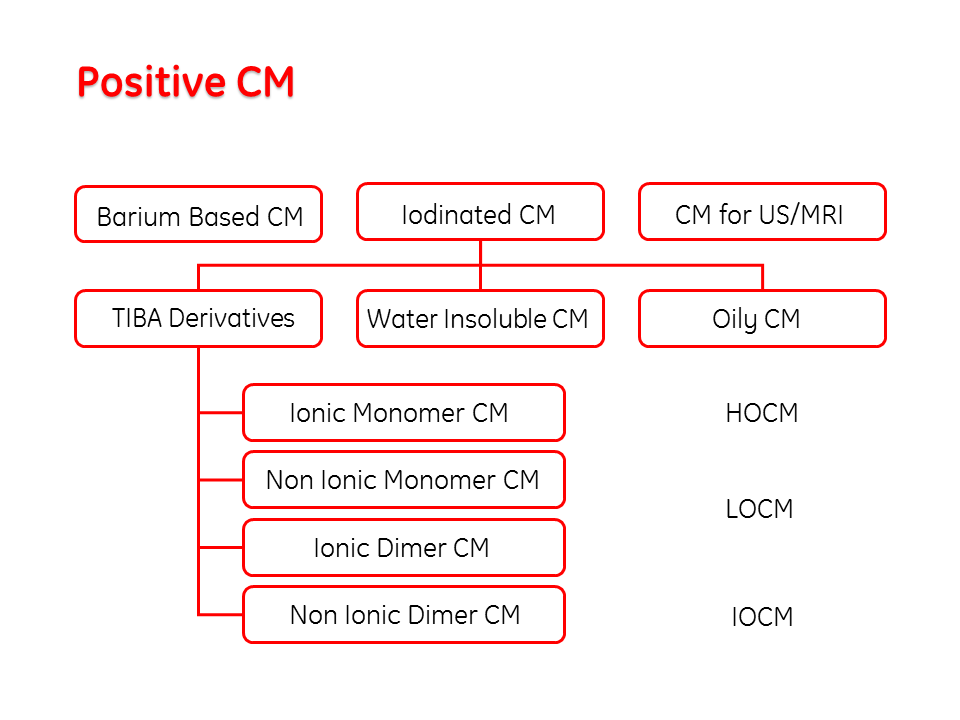 Positive CM
Barium Based CM
Iodinated CM
CM for US/MRI
TIBA Derivatives
Water Insoluble CM
Oily CM
Ionic Monomer CM
HOCM
Non Ionic Monomer CM
LOCM
Ionic Dimer CM
Non Ionic Dimer CM
IOCM